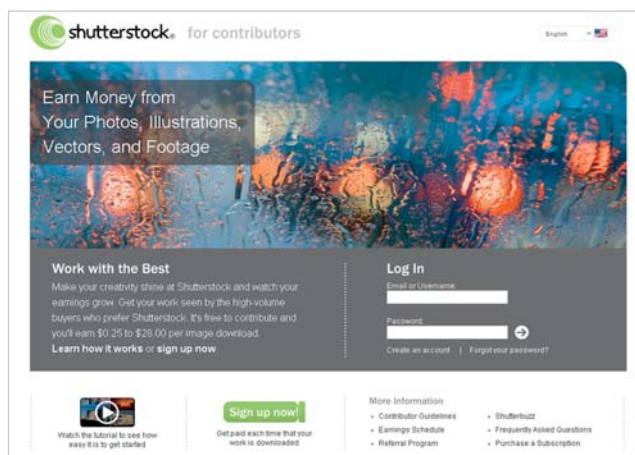 shutterstock® for contributors
English
Earn Money from
Your Photos, Illustrations,
Vectors, and Footage
Work with the Best
Make your creativity shine at Shutterstock and watch your
earnings grow. Get your work seen by the high-volume
buyers who prefer Shutterstock. It's free to contribute and
you'll earn $0.25 to $28.00 per image download.
Learn how it works or sign up now
Log In
Email or Username:
Password:
Create an account | Forgot your password?
Watch the tutorial to see how
easy it is to get started
Sign up now!
Get paid each time that your
work is downloaded
More Information
Contributor Guidelines
Earnings Schedule
Referral Program
Shutterbuzz
Frequently Asked Questions
Purchase a Subscription